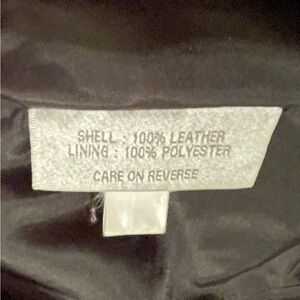 SHELL : 100% LEATHER
LINING : 100% POLYESTER
CARE ON REVERSE